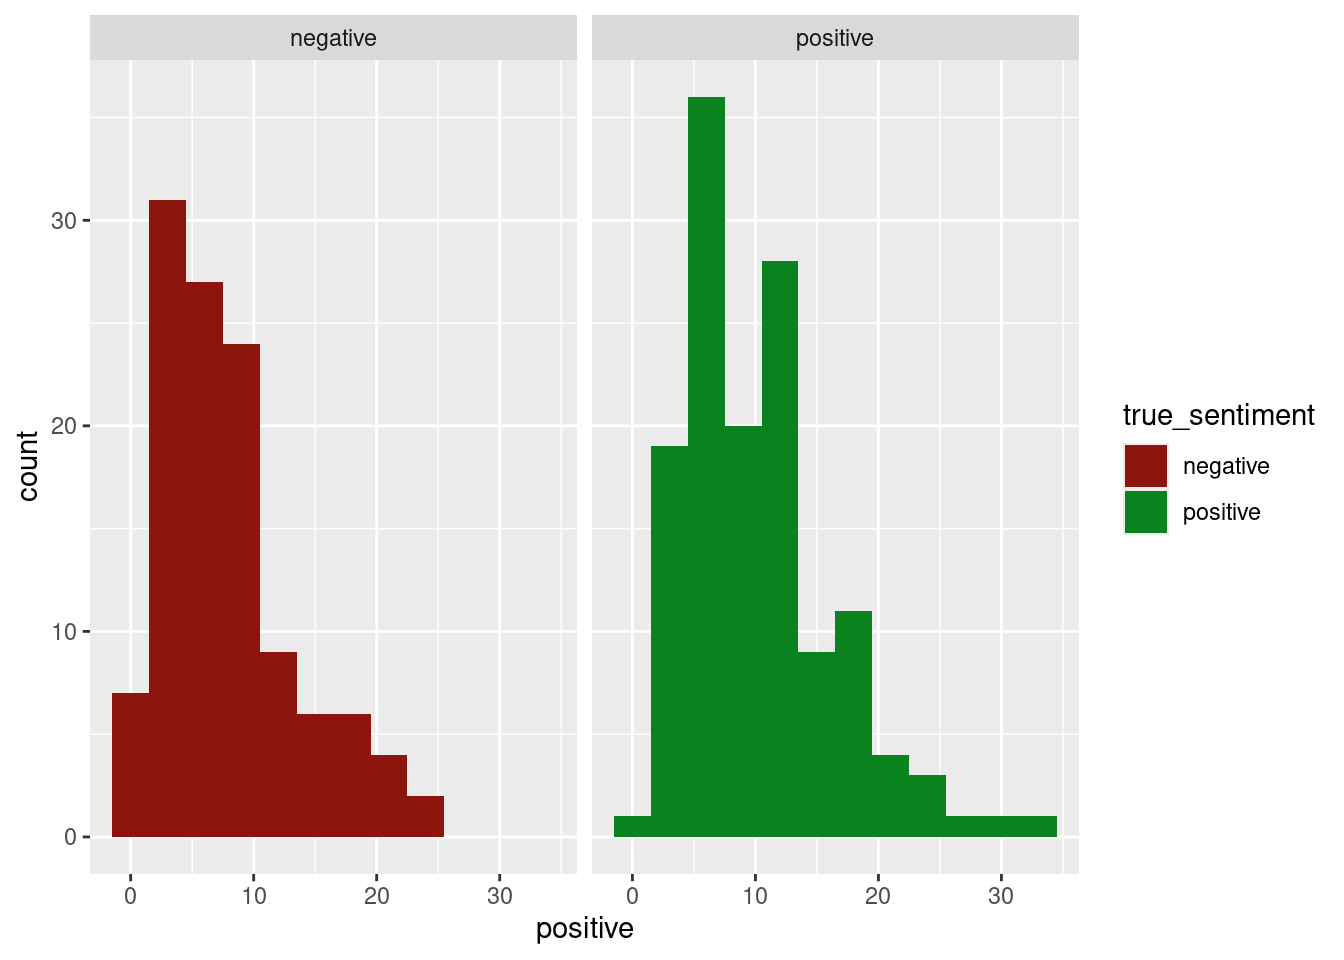 negative
positive
30
20
10
0
count
0 10 20 30
0 10 20 30
positive
true_sentiment
negative
positive